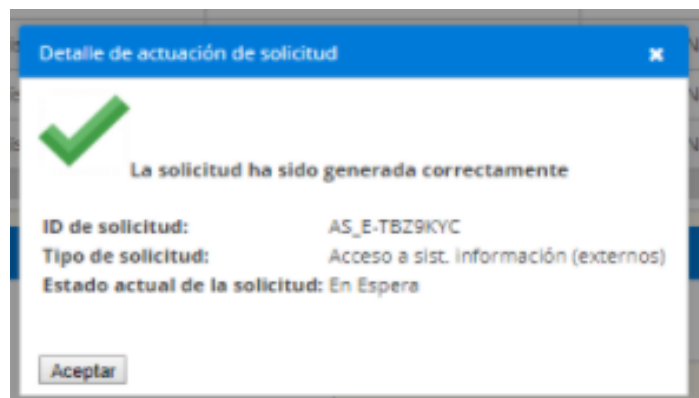 Detalle de actuación de solicitud
La solicitud ha sido generada correctamente
ID de solicitud: AS_E-TBZ9KYC
Tipo de solicitud: Acceso a sist. información (externos)
Estado actual de la solicitud: En Espera
Aceptar